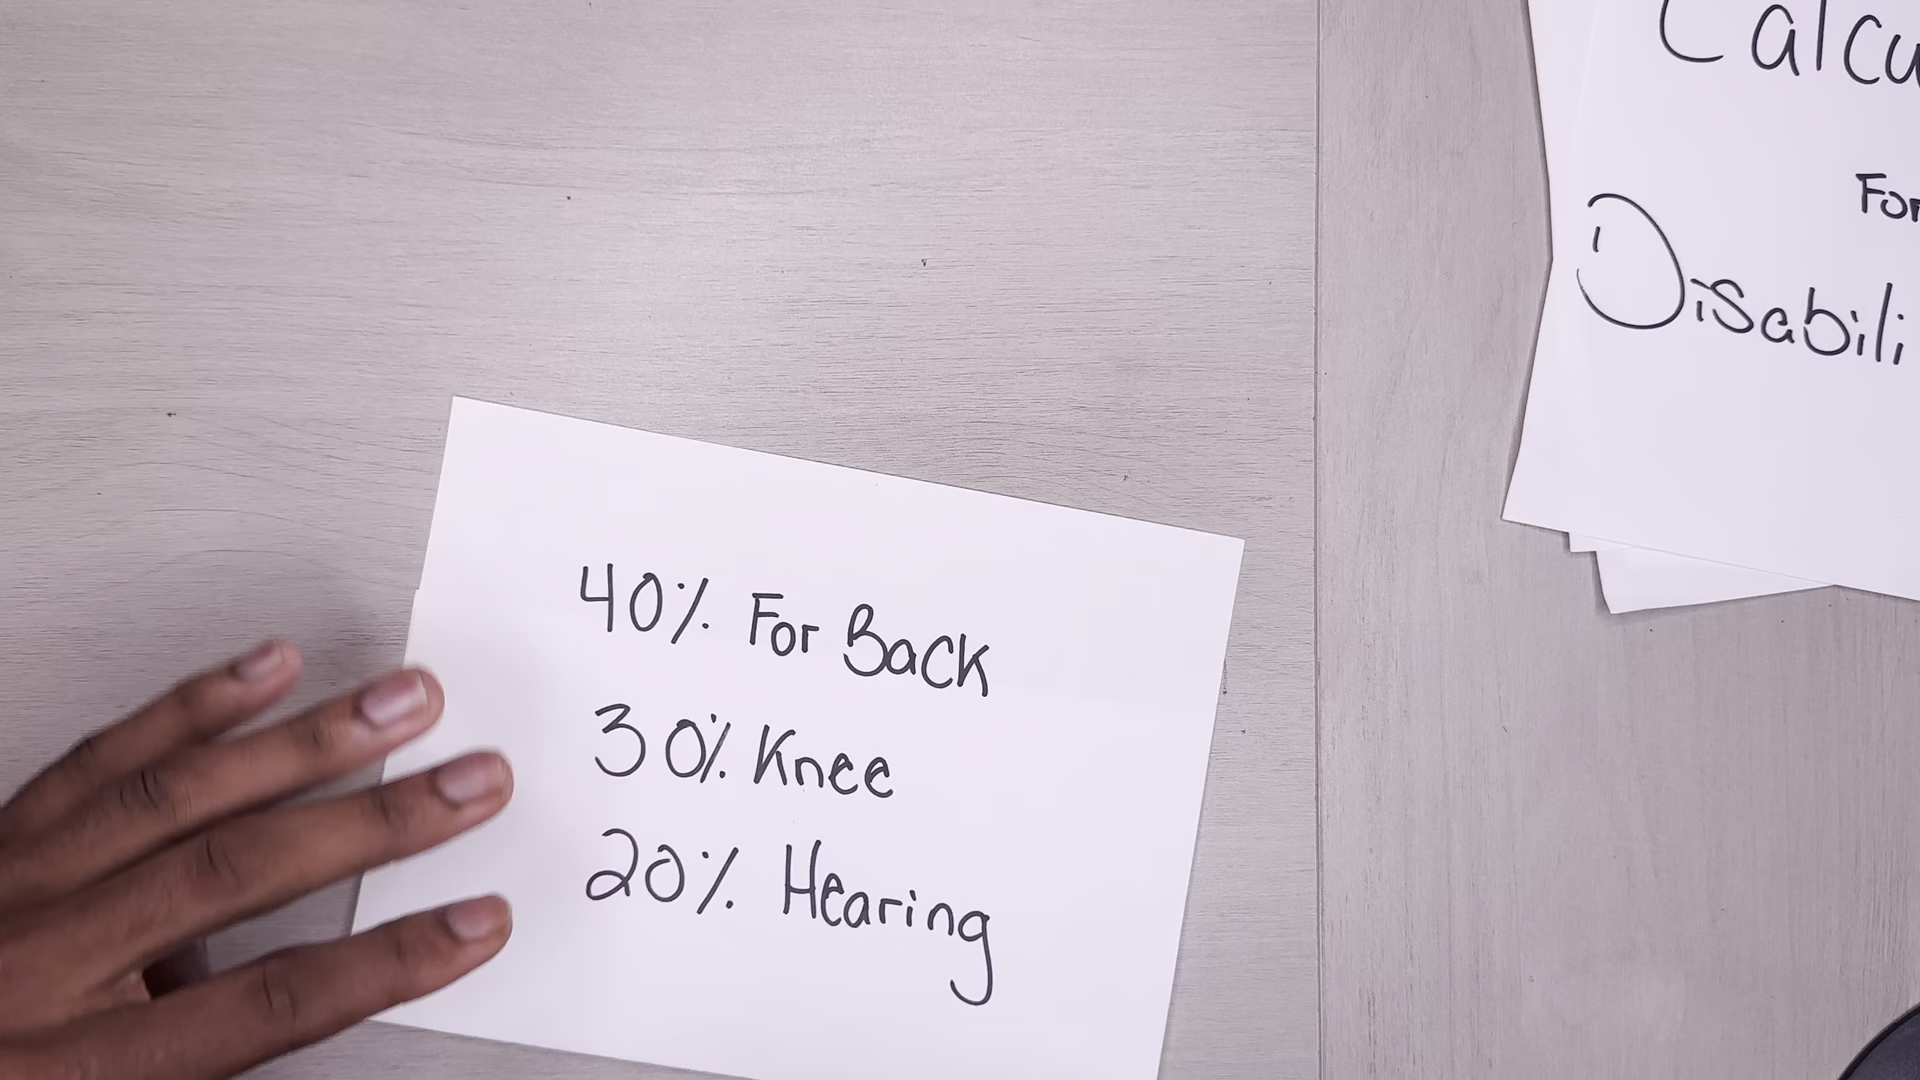 40% For Back
30% Knee
20% Hearing
Calcu
For
Disabili